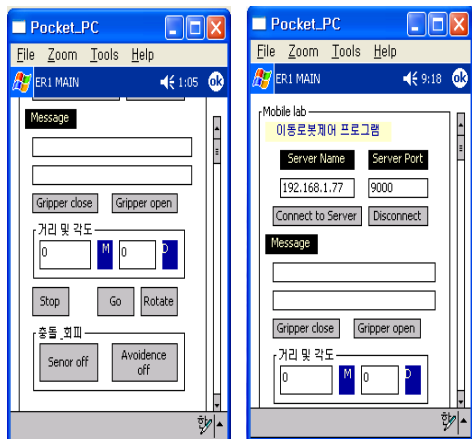 Pocket_PC
File Zoom Tools Help
ER1 MAIN 1:05 ok
Message
Gripper close Gripper open
거리 및 각도
0 M 0 D
Stop Go Rotate
충돌_회피
Senor off Avoidence off
한
Pocket_PC
File Zoom Tools Help
ER1 MAIN 9:18 ok
Mobile lab
이동로봇제어 프로그램
Server Name Server Port
192.168.1.77 9000
Connect to Server Disconnect
Message
Gripper close Gripper open
거리 및 각도
0 M 0 D
한